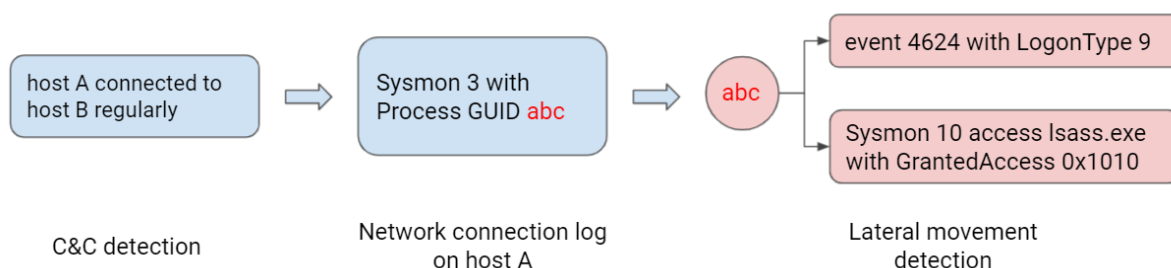 host A connected to
host B regularly
Sysmon 3 with
Process GUID abc
abc
event 4624 with LogonType 9
Sysmon 10 access lsass.exe
with GrantedAccess 0x1010
C&C detection
Network connection log
on host A
Lateral movement
detection